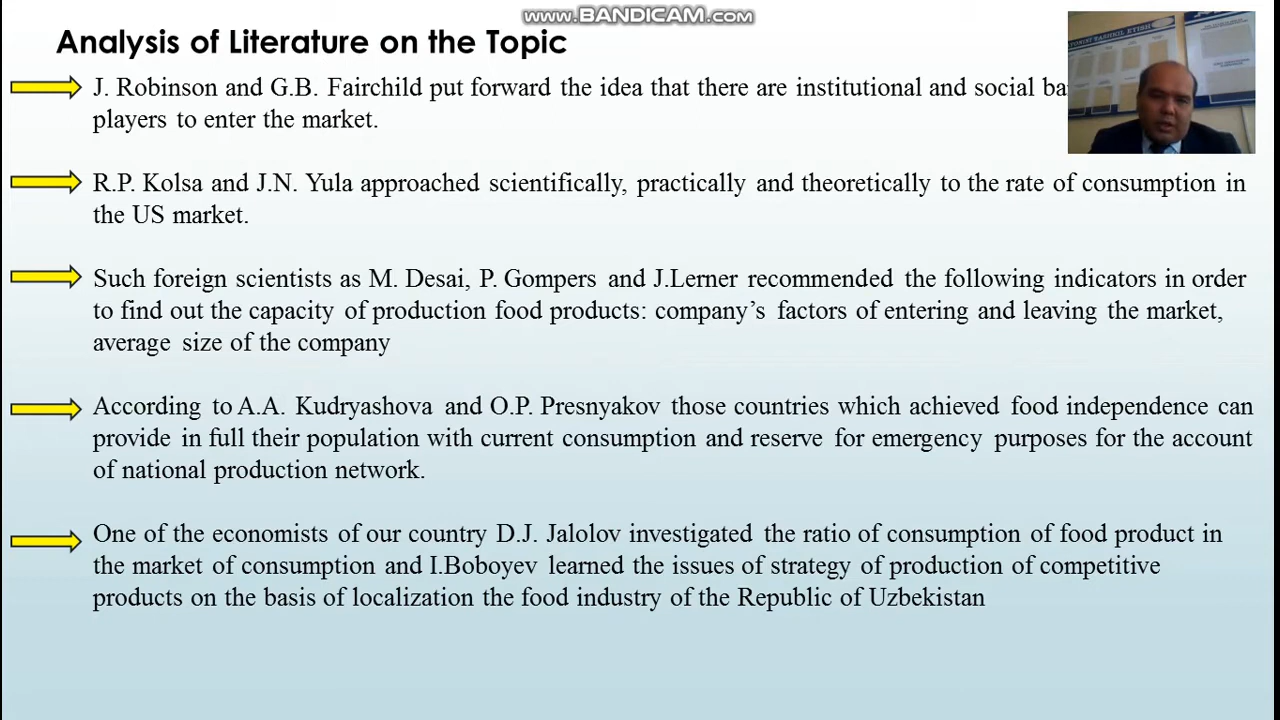 www.BANDICAM.com
Analysis of Literature on the Topic
J. Robinson and G.B. Fairchild put forward the idea that there are institutional and social
players to enter the market.
R.P. Kolsa and J.N. Yula approached scientifically, practically and theoretically to the rate of consumption in
the US market.
Such foreign scientists as M. Desai, P. Gompers and J.Lerner recommended the following indicators in order
to find out the capacity of production food products: company’s factors of entering and leaving the market,
average size of the company
According to A.A. Kudryashova and O.P. Presnyakov those countries which achieved food independence can
provide in full their population with current consumption and reserve for emergency purposes for the account
of national production network.
One of the economists of our country D.J. Jalolov investigated the ratio of consumption of food product in
the market of consumption and I.Boboyev learned the issues of strategy of production of competitive
products on the basis of localization the food industry of the Republic of Uzbekistan